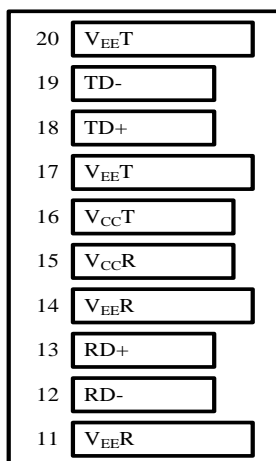 20 VEET
19 TD-
18 TD+
17 VEET
16 VCCT
15 VCCR
14 VEER
13 RD+
12 RD-
11 VEER